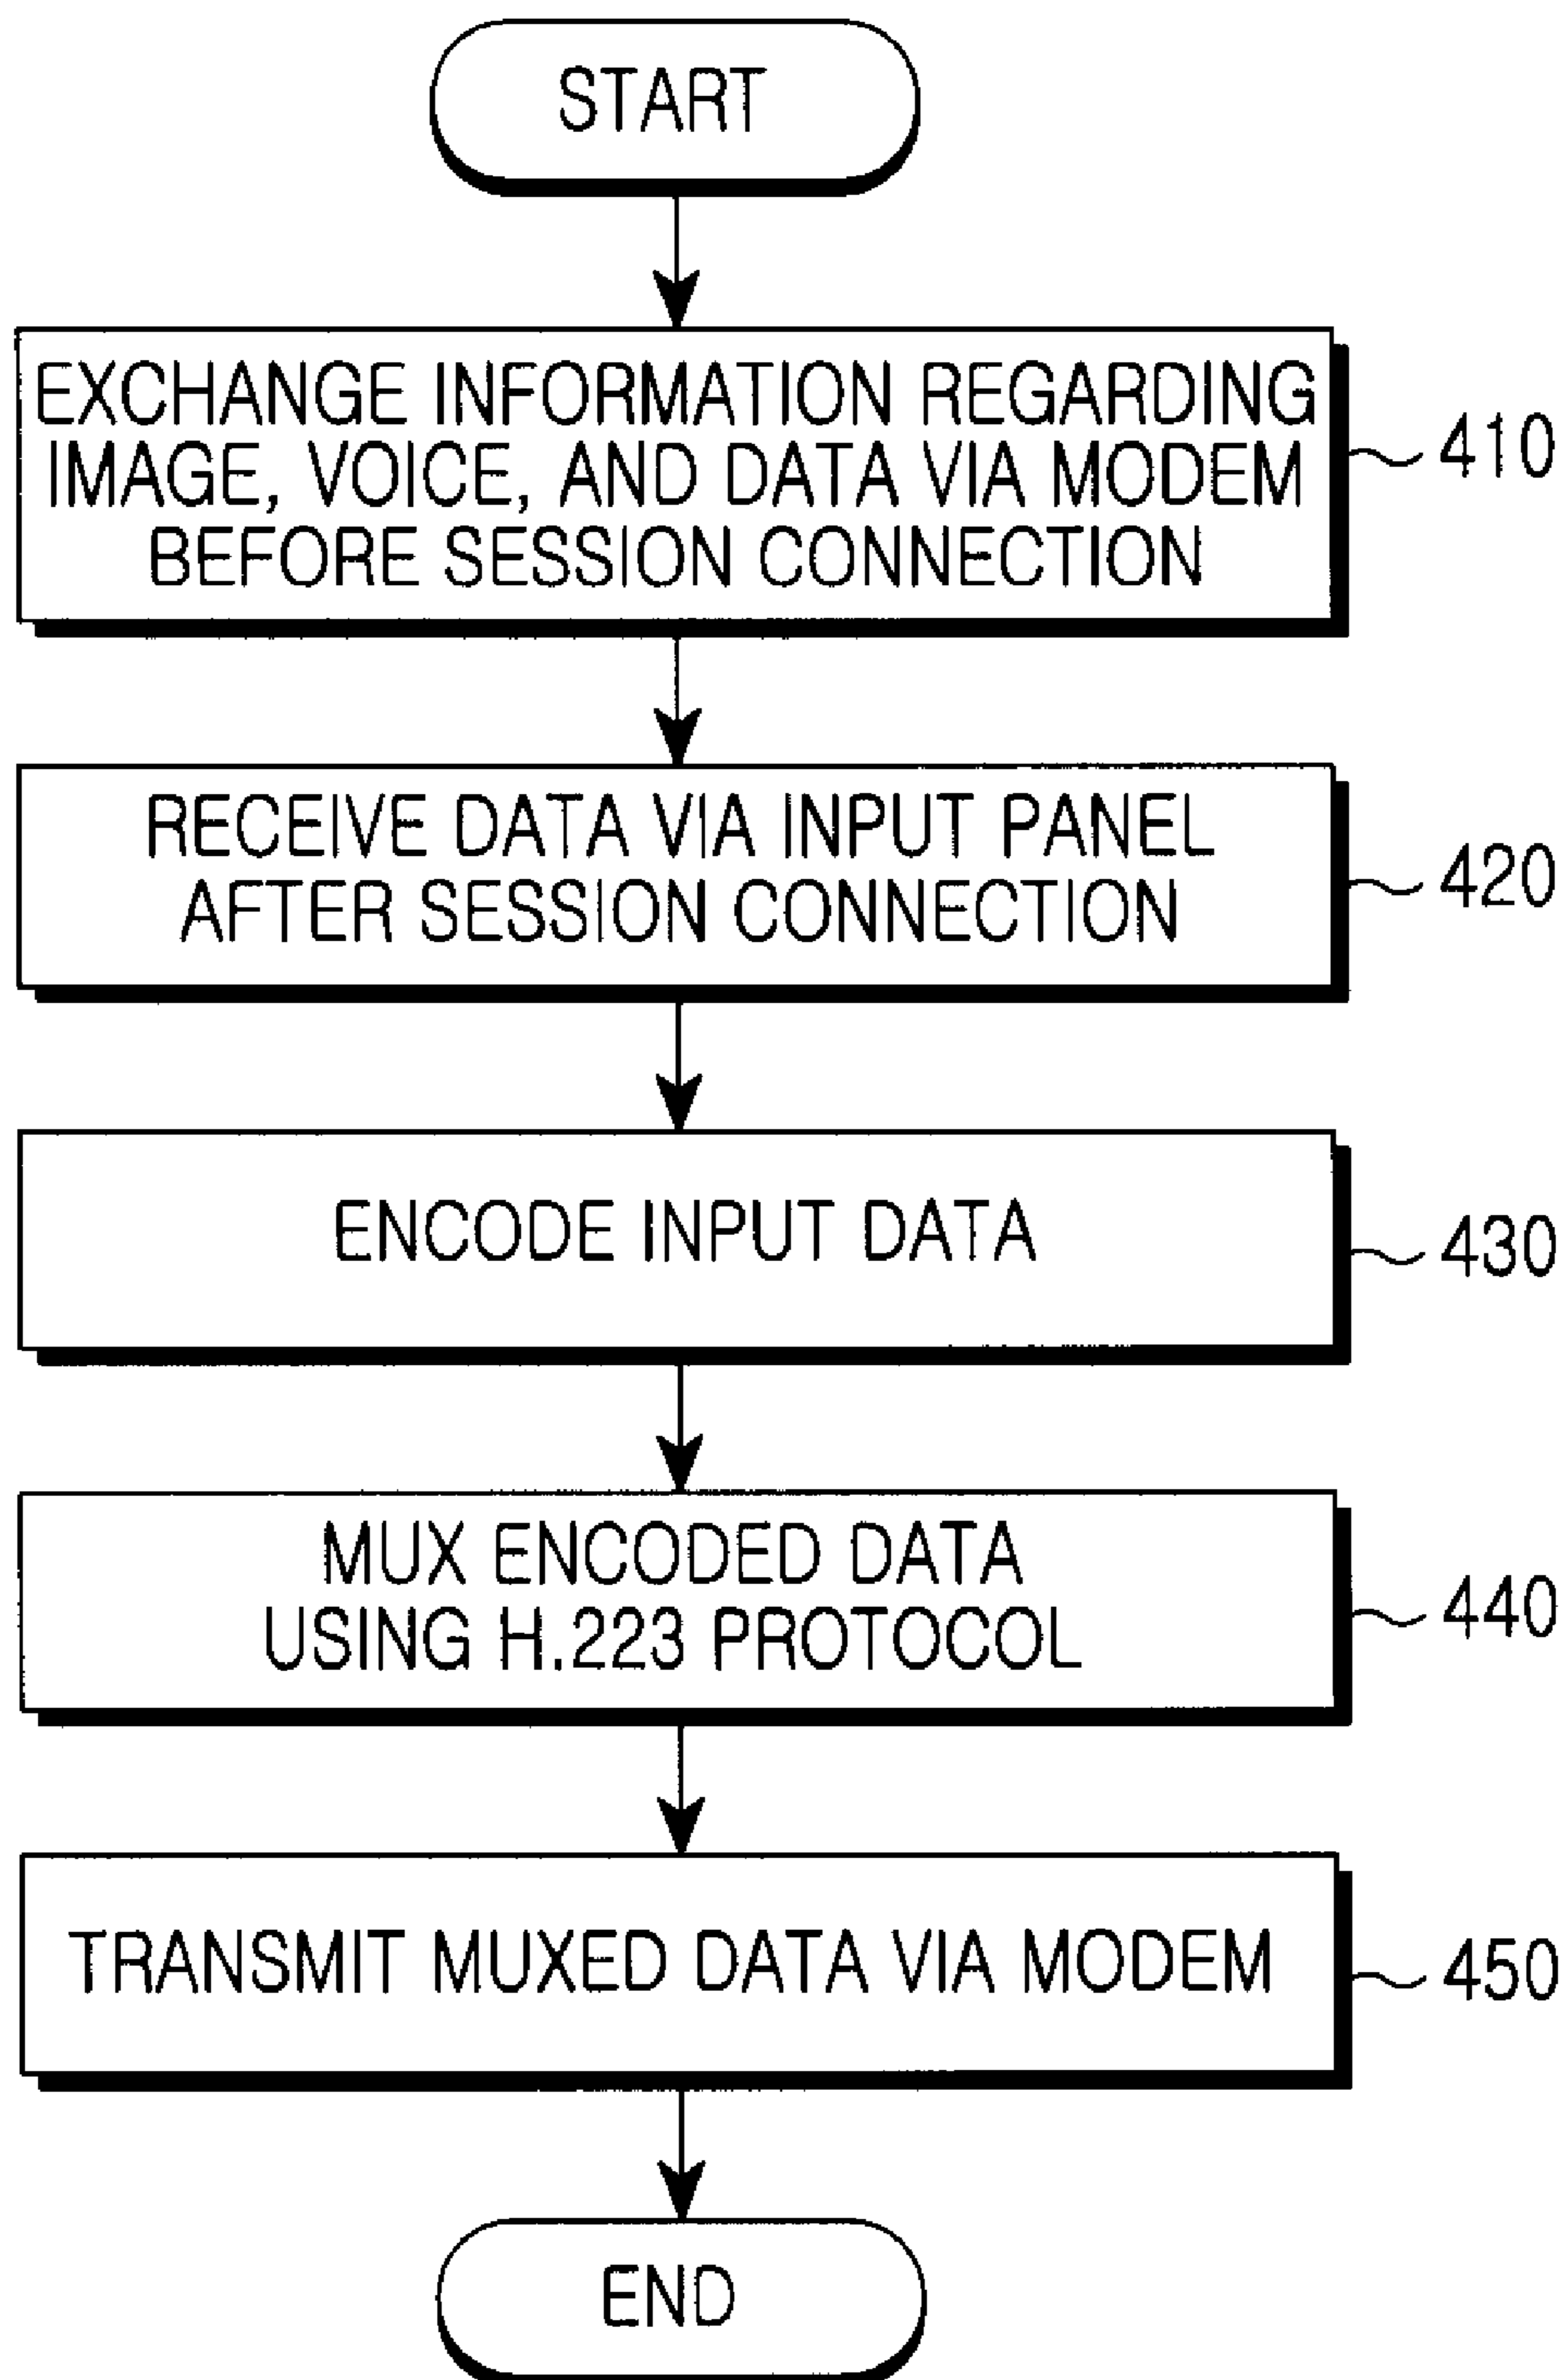 START
EXCHANGE INFORMATION REGARDING
IMAGE, VOICE, AND DATA VIA MODEM
BEFORE SESSION CONNECTION
410
RECEIVE DATA VIA INPUT PANEL
AFTER SESSION CONNECTION
420
ENCODE INPUT DATA
430
MUX ENCODED DATA
USING H.223 PROTOCOL
440
TRANSMIT MUXED DATA VIA MODEM
450
END